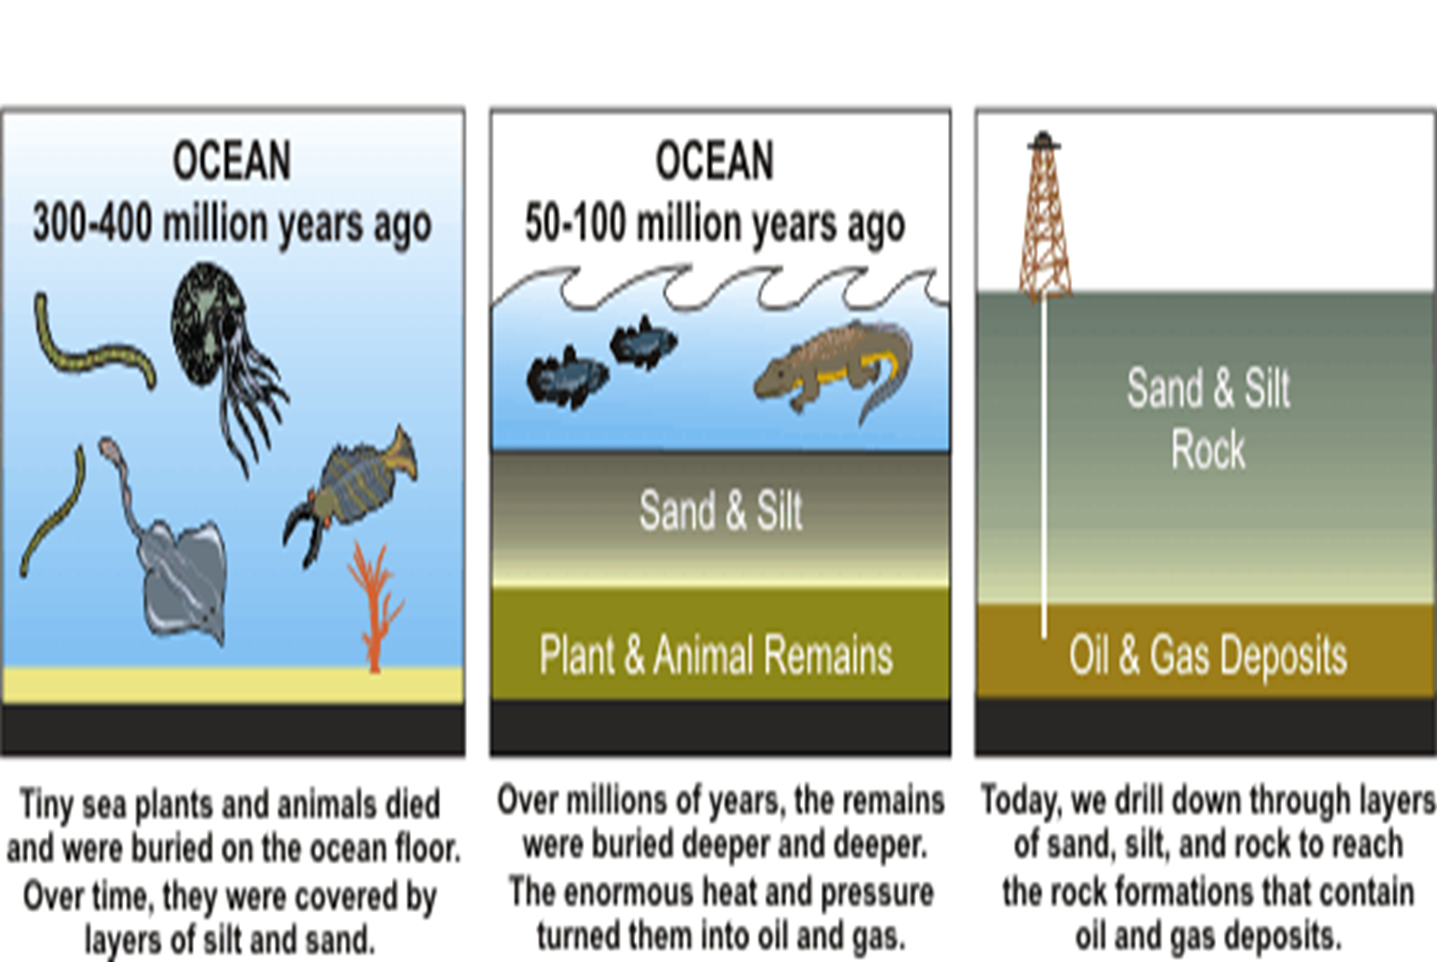 OCEAN
300-400 million years ago
Tiny sea plants and animals died
and were buried on the ocean floor.
Over time, they were covered by
layers of silt and sand.
OCEAN
50-100 million years ago
Sand & Silt
Plant & Animal Remains
Over millions of years, the remains
were buried deeper and deeper.
The enormous heat and pressure
turned them into oil and gas.
Sand & Silt
Rock
Oil & Gas Deposits
Today, we drill down through layers
of sand, silt, and rock to reach
the rock formations that contain
oil and gas deposits.